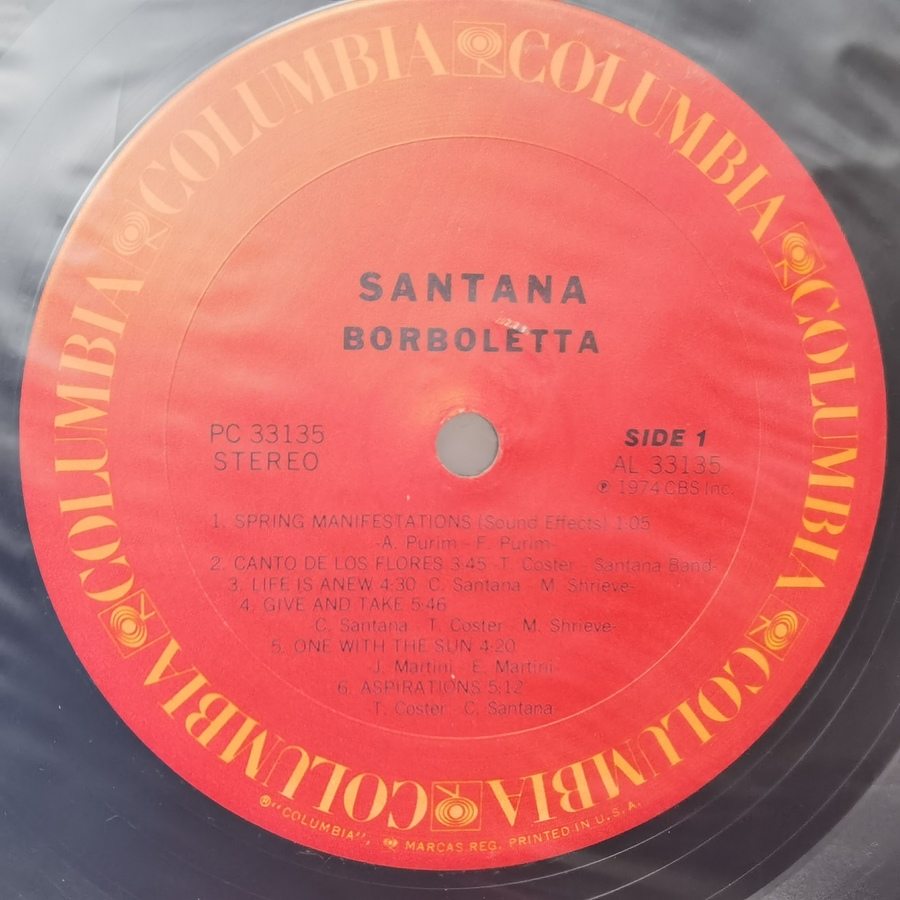 COLUMBIA COLUMBIA COLUMBIA COLUMBIA COLUMBIA COLUMBIA COLUMBIA COLUMBIA
SANTANA
BORBOLETTA
PC 33135
STEREO
SIDE 1
AL 33135
℗ 1974 CBS Inc.
1. SPRING MANIFESTATIONS (Sound Effects) 1:05
-A. Purim - F. Purim-
2. CANTO DE LOS FLORES 3:45 -T. Coster - Santana Band-
3. LIFE IS ANEW 4:30 C. Santana - M. Shrieve-
4. GIVE AND TAKE 5:46
-C. Santana - T. Coster - M. Shrieve-
5. ONE WITH THE SUN 4:20
-J. Martini - E. Martini-
6. ASPIRATIONS 5:12
T. Coster - C. Santana-
®"COLUMBIA", MARCAS REG. PRINTED IN U.S.A.